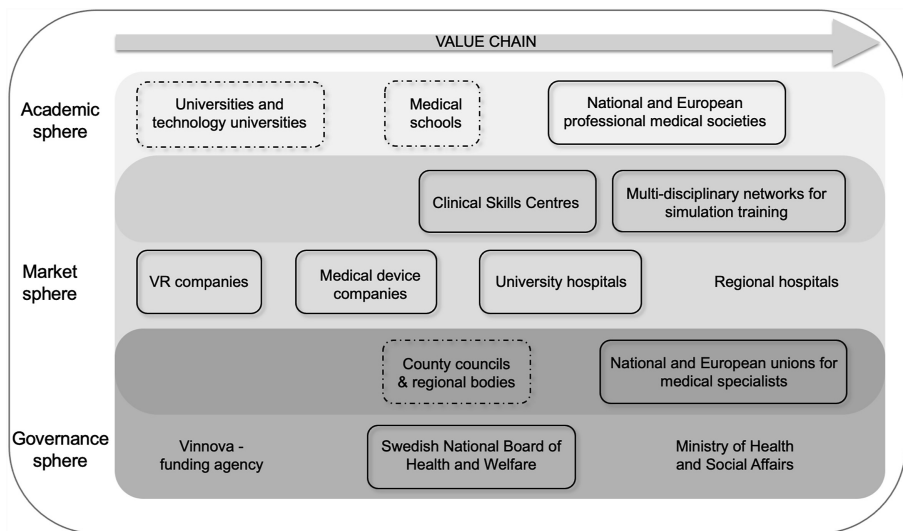 VALUE CHAIN
Academic
sphere
Universities and
technology universities
Medical
schools
National and European
professional medical societies
Clinical Skills Centres
Multi-disciplinary networks for
simulation training
Market
sphere
VR companies
Medical device
companies
University hospitals
Regional hospitals
County councils
& regional bodies
National and European unions for
medical specialists
Governance
sphere
Vinnova -
funding agency
Swedish National Board of
Health and Welfare
Ministry of Health
and Social Affairs